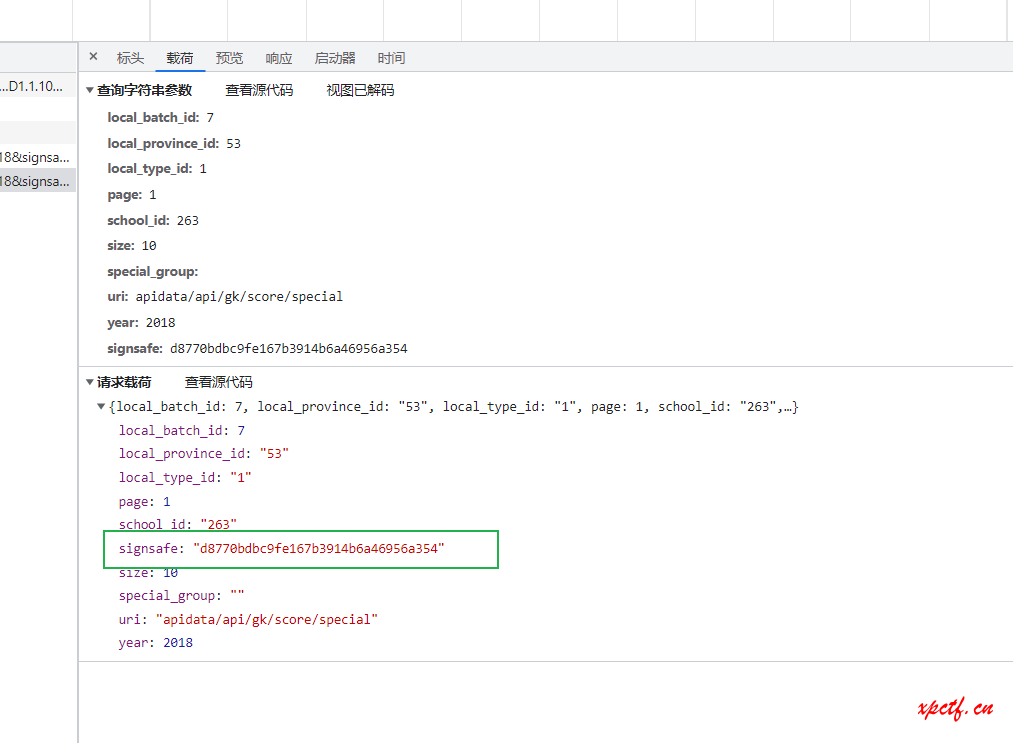 × 标头 载荷 预览 响应 启动器 时间
...D1.1.10...
▼查询字符串参数 查看源代码 视图已解码
local_batch_id: 7
local_province_id: 53
18&signsa...
local_type_id: 1
18&signsa...
page: 1
school_id: 263
size: 10
special_group:
uri: apidata/api/gk/score/special
year: 2018
signsafe: d8770bdbc9fe167b3914b6a46956a354
▼请求载荷 查看源代码
▼{local_batch_id: 7, local_province_id: "53", local_type_id: "1", page: 1, school_id: "263",…}
local_batch_id: 7
local_province_id: "53"
local_type_id: "1"
page: 1
school_id: "263"
signsafe: "d8770bdbc9fe167b3914b6a46956a354"
size: 10
special_group: ""
uri: "apidata/api/gk/score/special"
year: 2018
xpctf.cn